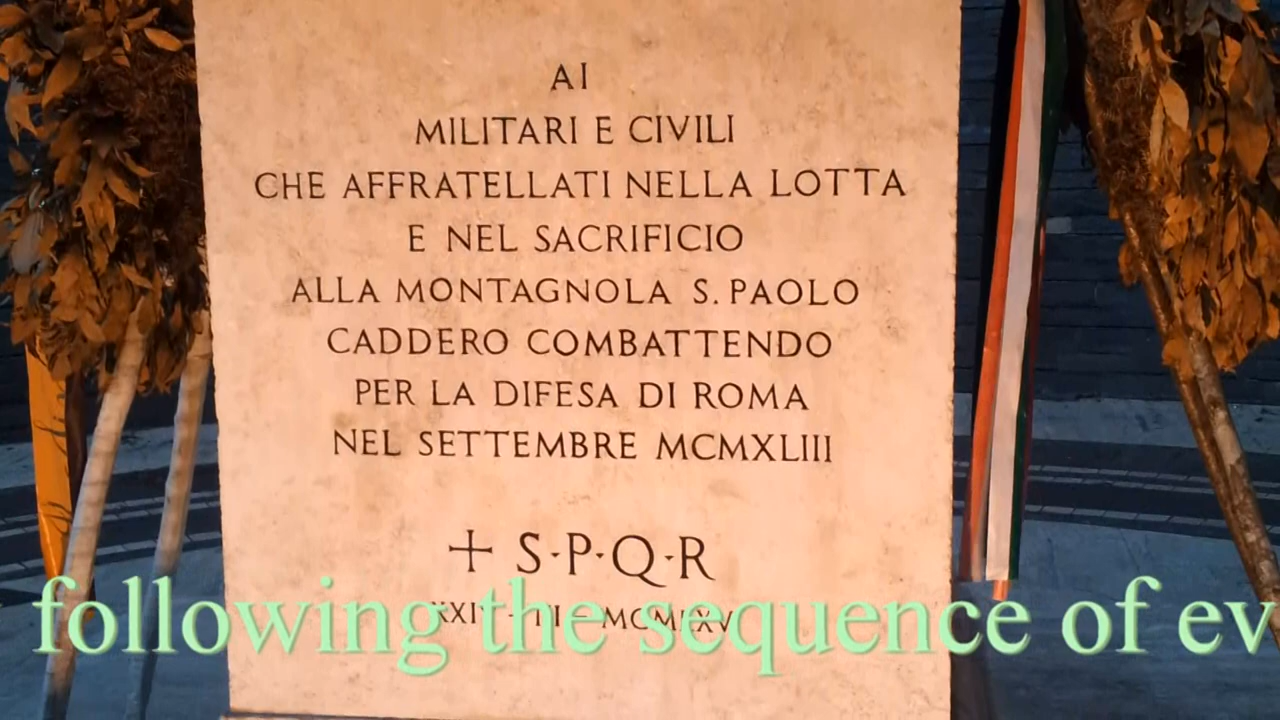 AI
MILITARI E CIVILI
CHE AFFRATELLATI NELLA LOTTA
E NEL SACRIFICIO
ALLA MONTAGNOLA S. PAOLO
CADDERO COMBATTENDO
PER LA DIFESA DI ROMA
NEL SETTEMBRE MCMXLIII
+ S·P·Q·R
following the sequence of ev